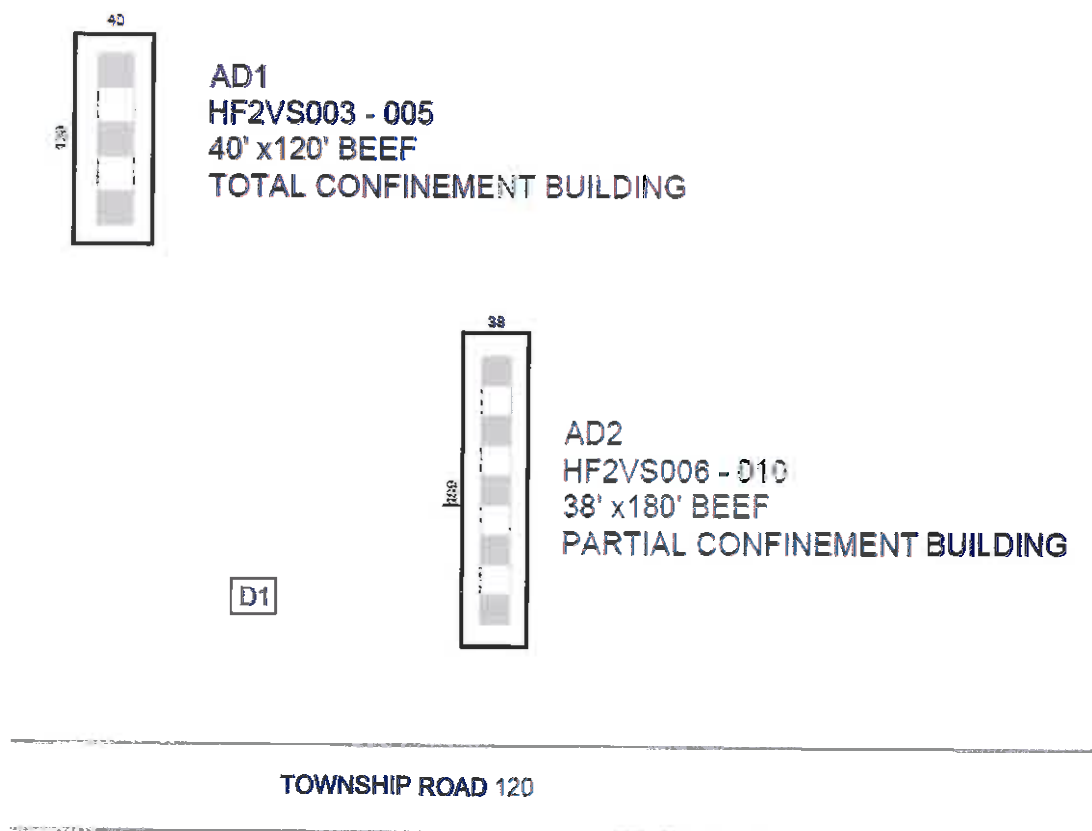 40
120
AD1
HF2VS003 - 005
40' x120' BEEF
TOTAL CONFINEMENT BUILDING
38
AD2
HF2VS006 - 010
38' x180' BEEF
PARTIAL CONFINEMENT BUILDING
D1
TOWNSHIP ROAD 120